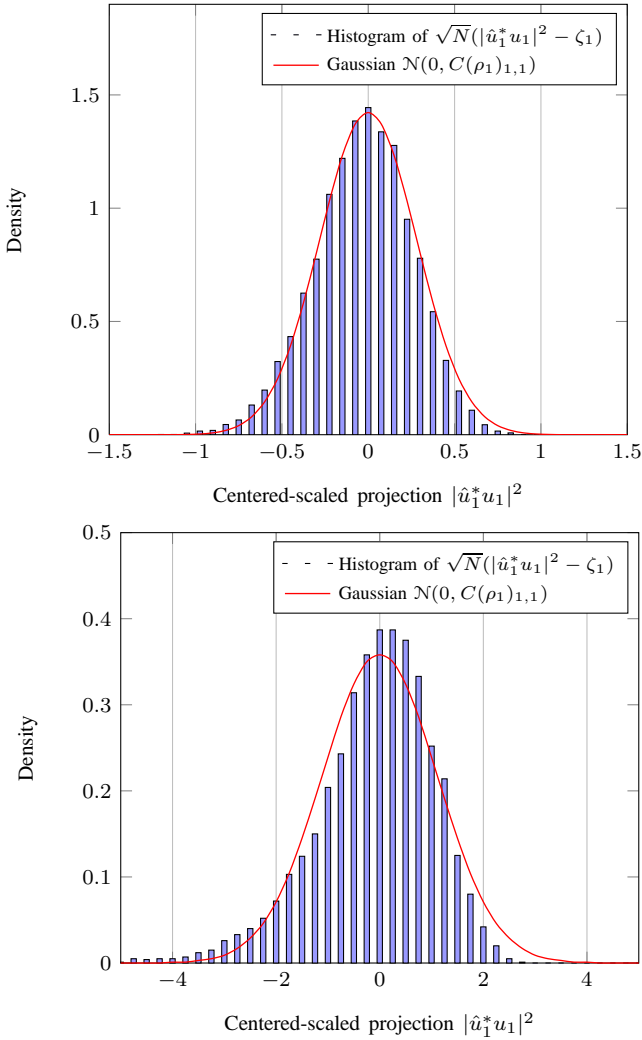 Histogram of √N(|û₁*u₁|² − ζ₁)
Gaussian 𝒩(0, C(ρ₁)₁,₁)
Density
1.5
1
0.5
0
−1.5 −1 −0.5 0 0.5 1 1.5
Centered-scaled projection |û₁*u₁|²
Histogram of √N(|û₁*u₁|² − ζ₁)
Gaussian 𝒩(0, C(ρ₁)₁,₁)
Density
0.5
0.4
0.3
0.2
0.1
0
−4 −2 0 2 4
Centered-scaled projection |û₁*u₁|²